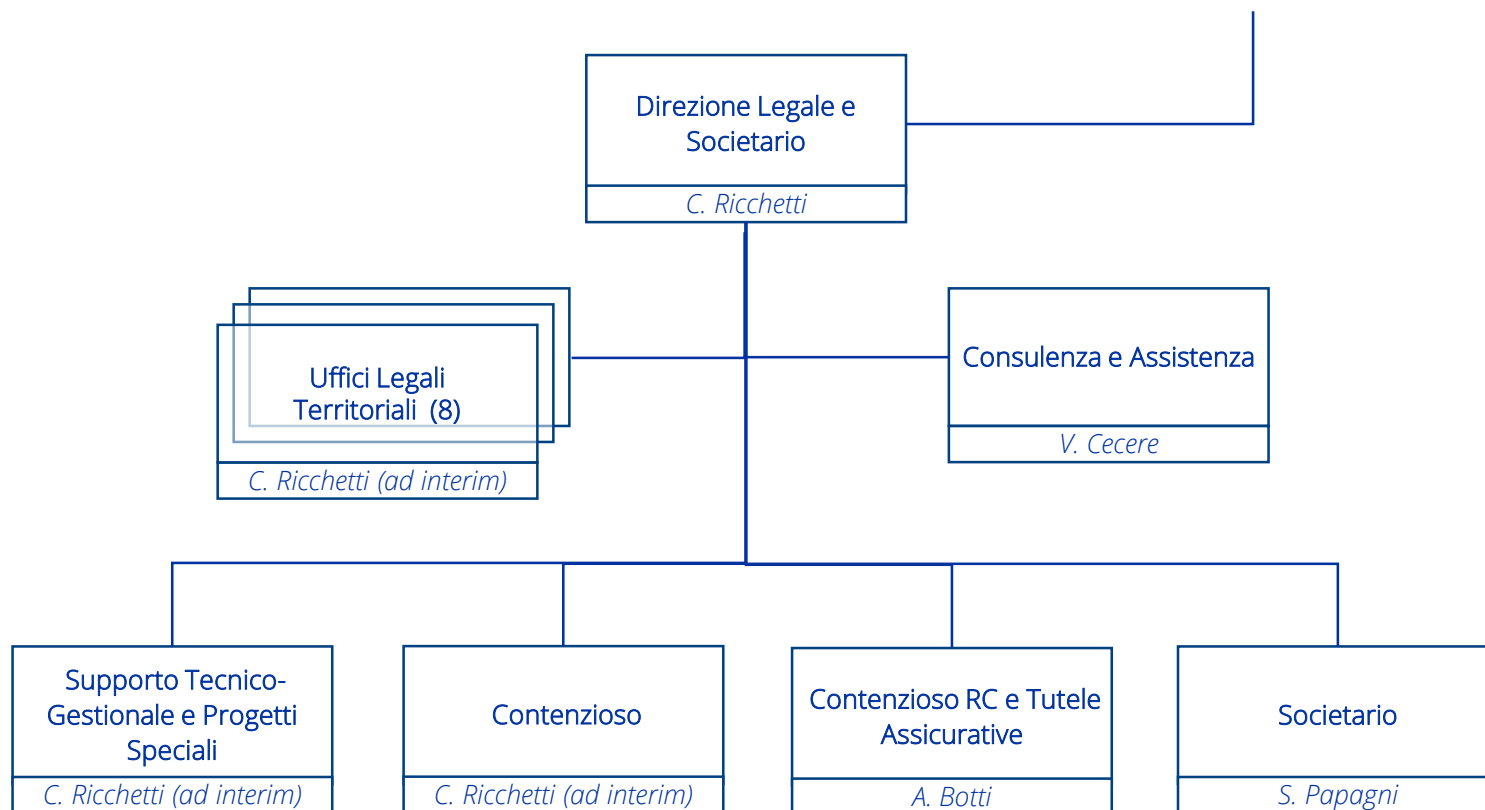 Direzione Legale e
Societario
C. Ricchetti
Uffici Legali
Territoriali (8)
C. Ricchetti (ad interim)
Consulenza e Assistenza
V. Cecere
Supporto Tecnico-
Gestionale e Progetti
Speciali
C. Ricchetti (ad interim)
Contenzioso
C. Ricchetti (ad interim)
Contenzioso RC e Tutele
Assicurative
A. Botti
Societario
S. Papagni